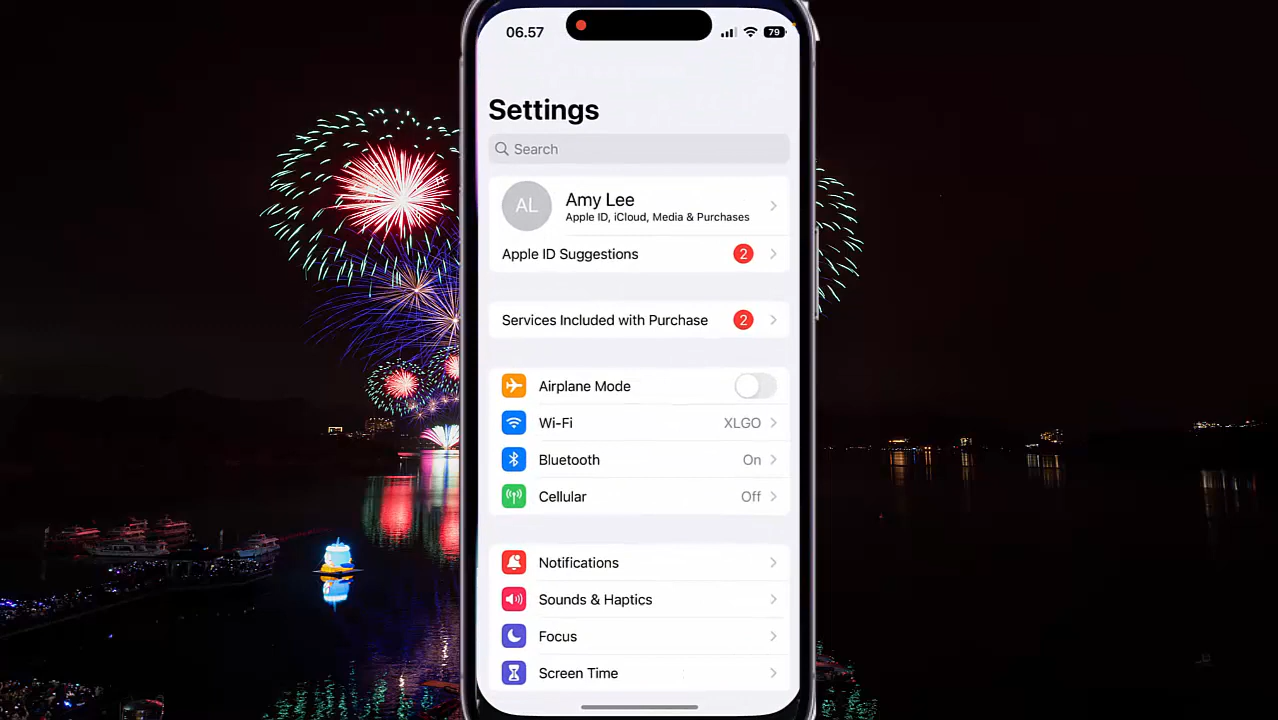 06.57
79
Settings
Search
AL
Amy Lee
Apple ID, iCloud, Media & Purchases
Apple ID Suggestions 2
Services Included with Purchase 2
Airplane Mode
Wi-Fi XLGO
Bluetooth On
Cellular Off
Notifications
Sounds & Haptics
Focus
Screen Time